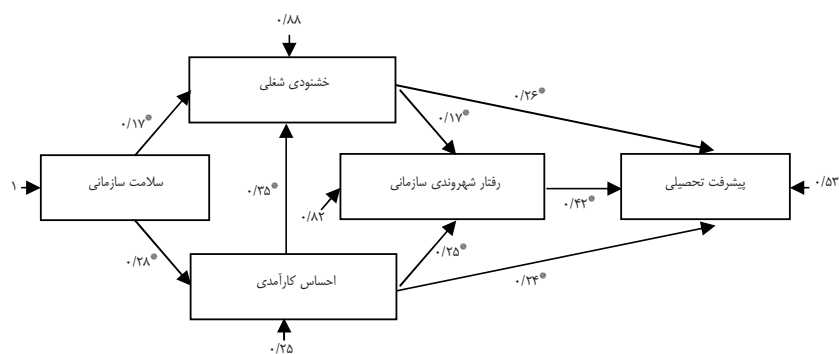 ۰/۸۸
خشنودی شغلی
۰/۲۶*
۰/۱۷*
۰/۱۷*
۱
سلامت سازمانی
۰/۳۵*
رفتار شهروندی سازمانی
پیشرفت تحصیلی
۰/۵۳
۰/۸۲
۰/۴۲*
۰/۲۸*
۰/۲۵*
۰/۲۴*
احساس کارآمدی
۰/۲۵